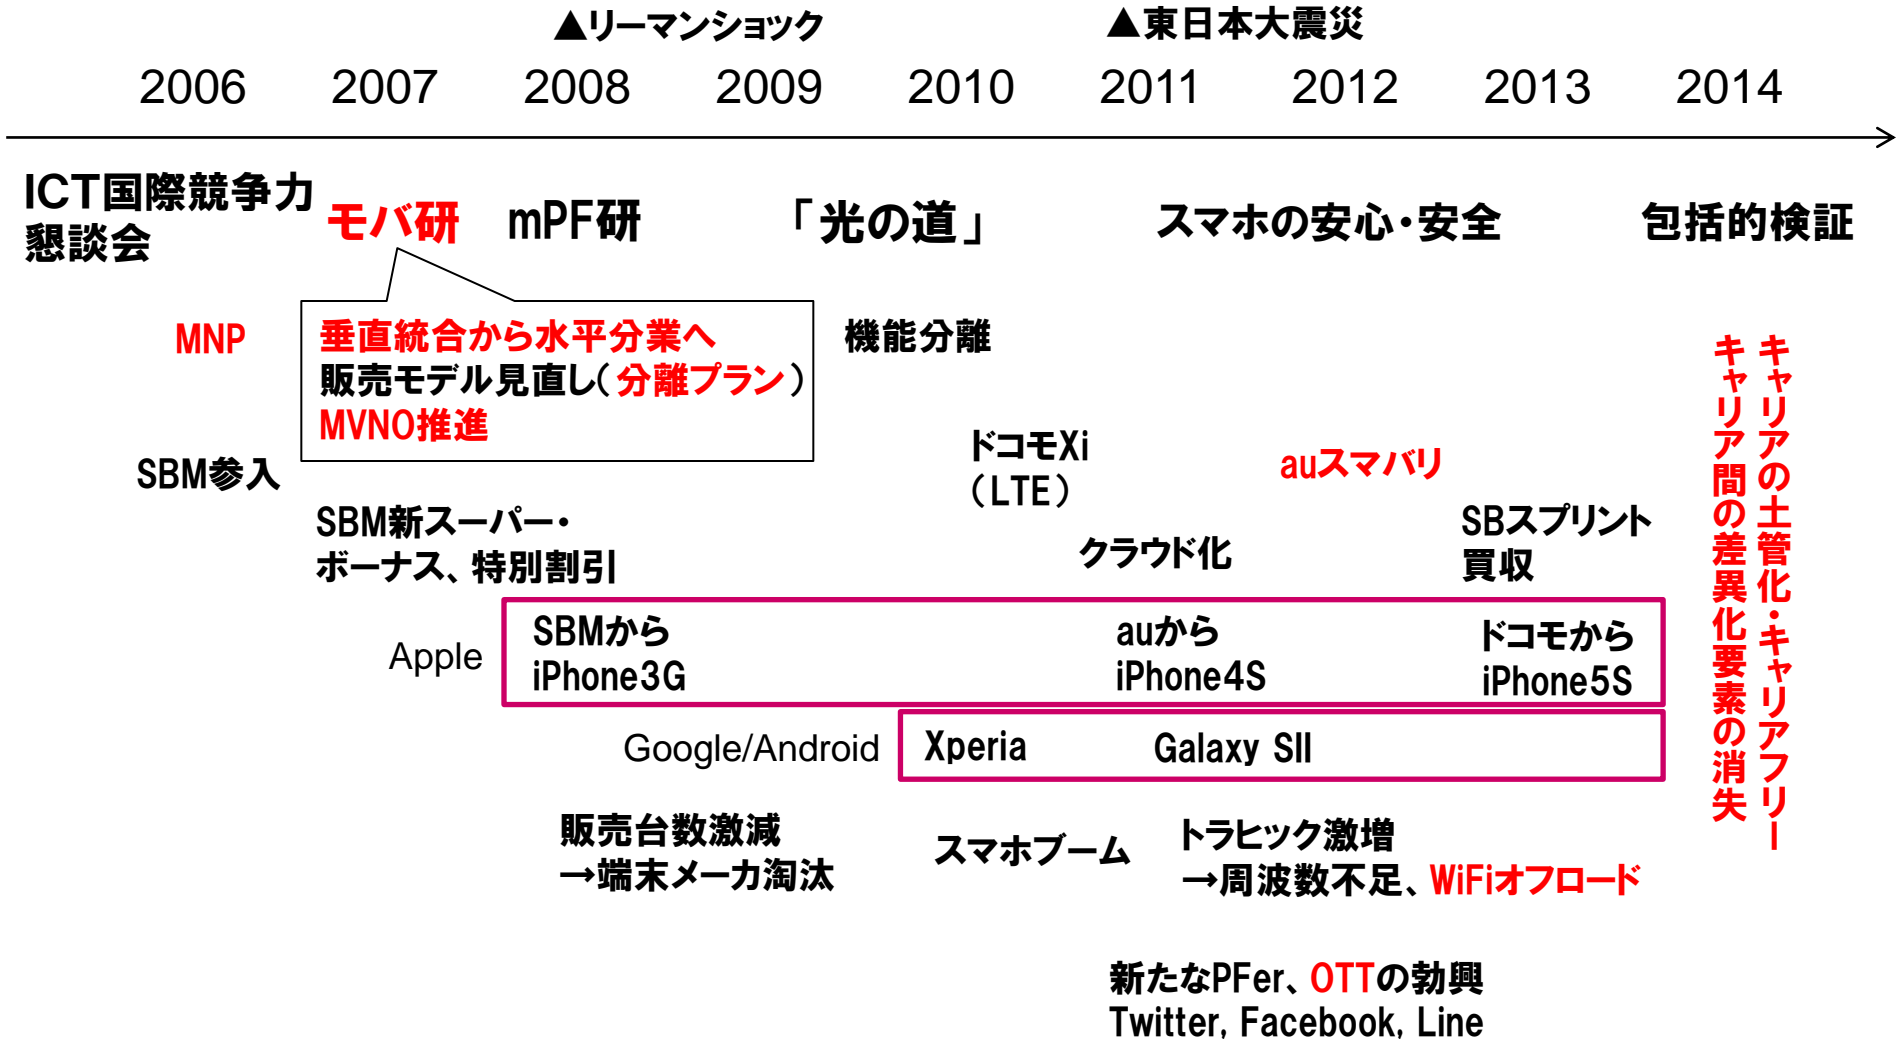 ▲リーマンショック
▲東日本大震災
2006 2007 2008 2009 2010 2011 2012 2013 2014
ICT国際競争力
懇談会
モバ研
mPF研
「光の道」
スマホの安心・安全
包括的検証
MNP
垂直統合から水平分業へ
販売モデル見直し(分離プラン)
MVNO推進
機能分離
SBM参入
SBM新スーパー・
ボーナス、特別割引
ドコモXi
(LTE)
auスマバリ
クラウド化
SBスプリント
買収
Apple
SBMから
iPhone3G
auから
iPhone4S
ドコモから
iPhone5S
Google/Android
Xperia
Galaxy SII
販売台数激減
→端末メーカ淘汰
スマホブーム
トラヒック激増
→周波数不足、WiFiオフロード
新たなPFer、OTTの勃興
Twitter, Facebook, Line
キャリアの土管化・キャリアフリー
キャリア間の差異化要素の消失